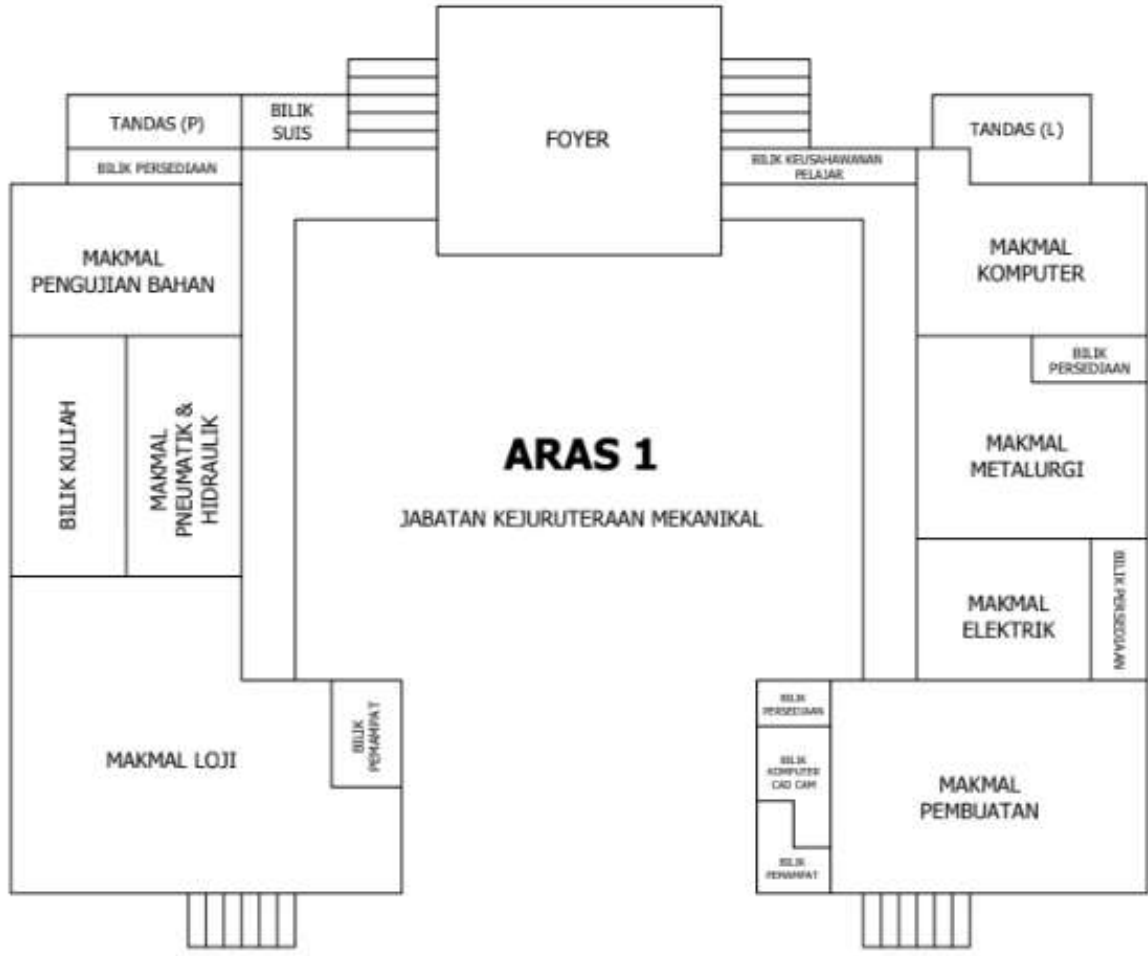 FOYER
TANDAS (P)
BILIK
SUIS
BILIK PERSEDIAAN
BILIK KEUSAHAWANAN
PELAJAR
TANDAS (L)
MAKMAL
PENGUJIAN BAHAN
MAKMAL
KOMPUTER
BILIK
PERSEDIAAN
BILIK KULIAH
MAKMAL
PNEUMATIK &
HIDRAULIK
ARAS 1
JABATAN KEJURUTERAAN MEKANIKAL
MAKMAL
METALURGI
MAKMAL
ELEKTRIK
BILIK PERSEDIAAN
MAKMAL LOJI
BILIK
PEMAMPAT
BILIK
PERSEDIAAN
BILIK
KOMPUTER
CAD CAM
BILIK
PEMAMPAT
MAKMAL
PEMBUATAN